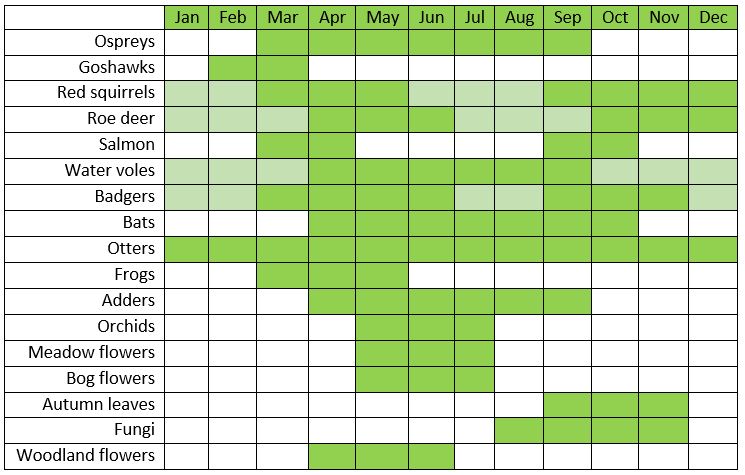 Jan Feb Mar Apr May Jun Jul Aug Sep Oct Nov Dec
Ospreys
Goshawks
Red squirrels
Roe deer
Salmon
Water voles
Badgers
Bats
Otters
Frogs
Adders
Orchids
Meadow flowers
Bog flowers
Autumn leaves
Fungi
Woodland flowers